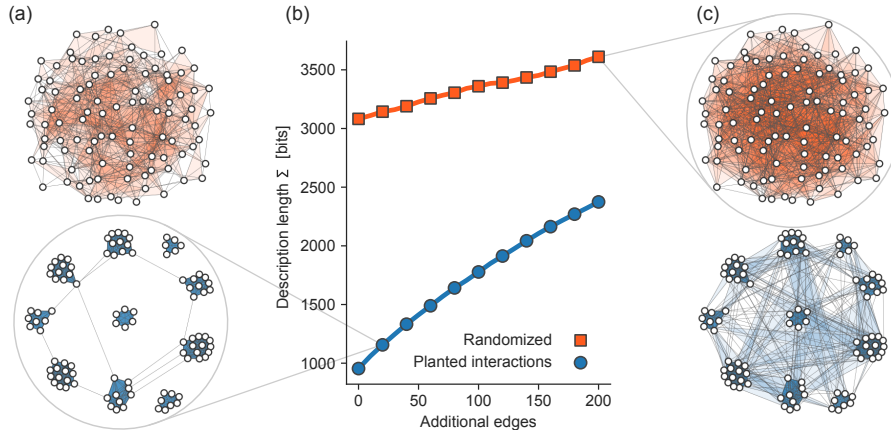 (a)
(b)
(c)
Description length Σ [bits]
3500
3000
2500
2000
1500
1000
Randomized
Planted interactions
0
50
100
150
200
Additional edges